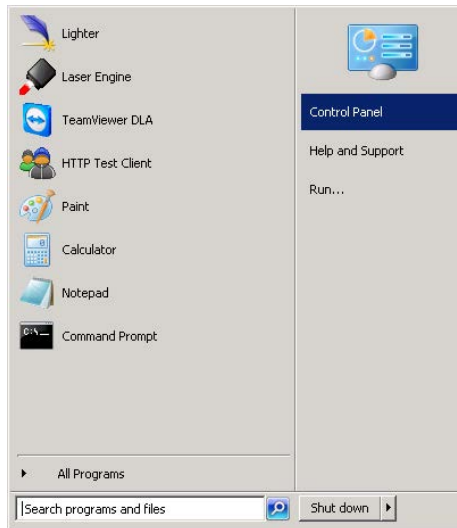 Lighter
Laser Engine
TeamViewer DLA
HTTP Test Client
Paint
Calculator
Notepad
Command Prompt
All Programs
Search programs and files
Control Panel
Help and Support
Run...
Shut down